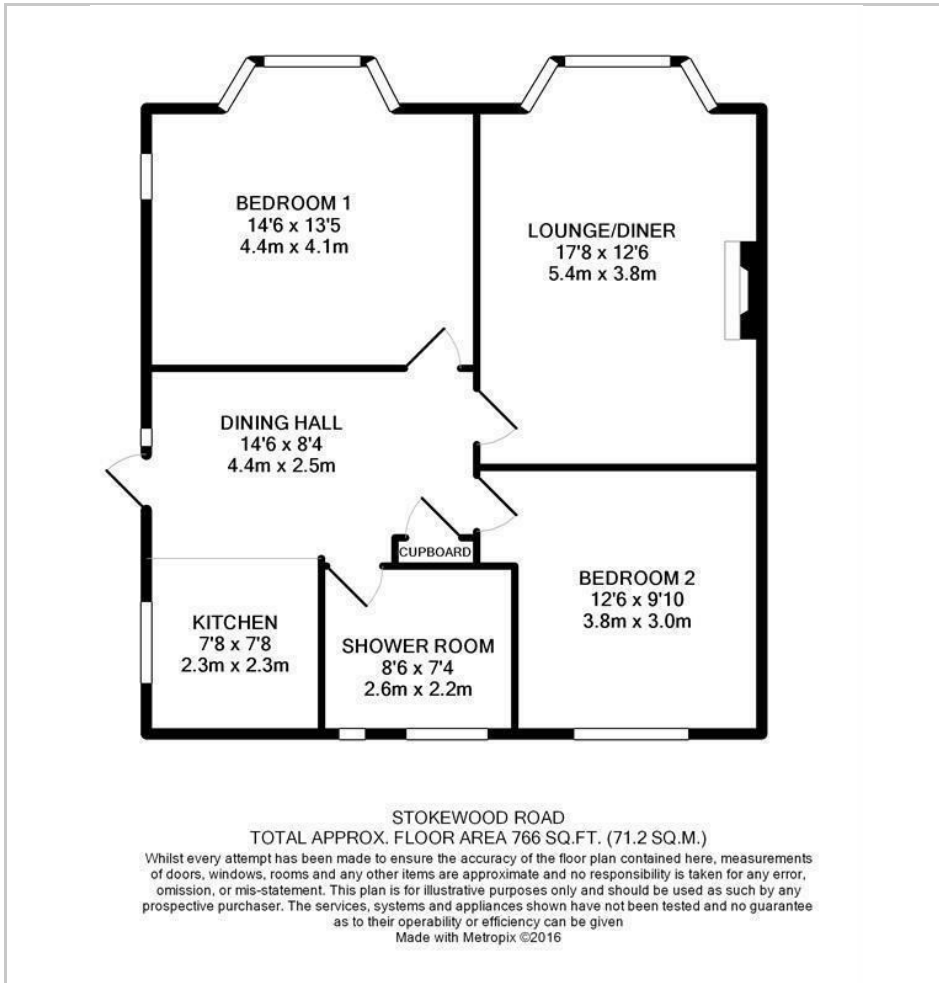 BEDROOM 1
14'6 x 13'5
4.4m x 4.1m
LOUNGE/DINER
17'8 x 12'6
5.4m x 3.8m
DINING HALL
14'6 x 8'4
4.4m x 2.5m
CUPBOARD
KITCHEN
7'8 x 7'8
2.3m x 2.3m
SHOWER ROOM
8'6 x 7'4
2.6m x 2.2m
BEDROOM 2
12'6 x 9'10
3.8m x 3.0m
STOKEWOOD ROAD
TOTAL APPROX. FLOOR AREA 766 SQ.FT. (71.2 SQ.M.)
Whilst every attempt has been made to ensure the accuracy of the floor plan contained here, measurements
of doors, windows, rooms and any other items are approximate and no responsibility is taken for any error,
omission, or mis-statement. This plan is for illustrative purposes only and should be used as such by any
prospective purchaser. The services, systems and appliances shown have not been tested and no guarantee
as to their operability or efficiency can be given
Made with Metropix ©2016